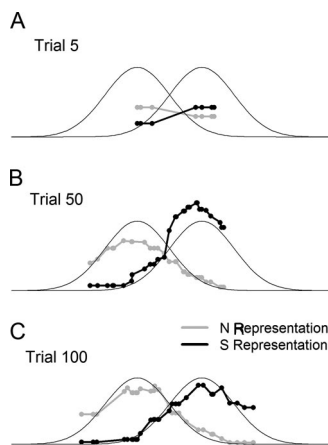 A
Trial 5
B
Trial 50
C
Trial 100
N Representation
S Representation